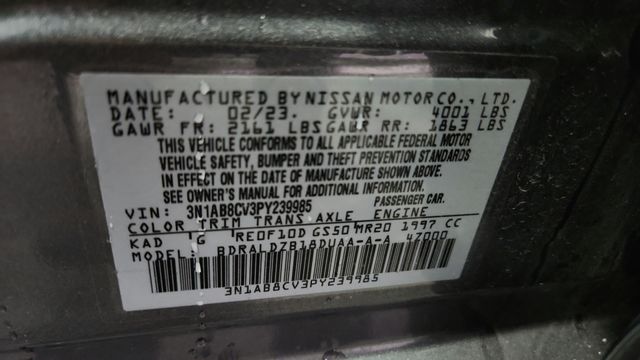 MANUFACTURED BY NISSAN MOTOR CO., LTD.
DATE: 02/23. GVWR: 4001 LBS
GAWR FR: 2161 LBS GAWR RR: 1863 LBS
THIS VEHICLE CONFORMS TO ALL APPLICABLE FEDERAL MOTOR
VEHICLE SAFETY, BUMPER AND THEFT PREVENTION STANDARDS
IN EFFECT ON THE DATE OF MANUFACTURE SHOWN ABOVE.
SEE OWNER'S MANUAL FOR ADDITIONAL INFORMATION.
VIN: 3N1AB8CV3PY239985 PASSENGER CAR.
COLOR TRIM TRANS AXLE ENGINE
KAD G RE0F10D GS50 MR20 1997 CC
BDRALDZB18DUAA-A-A 47000
3N1AB8CV3PY239985